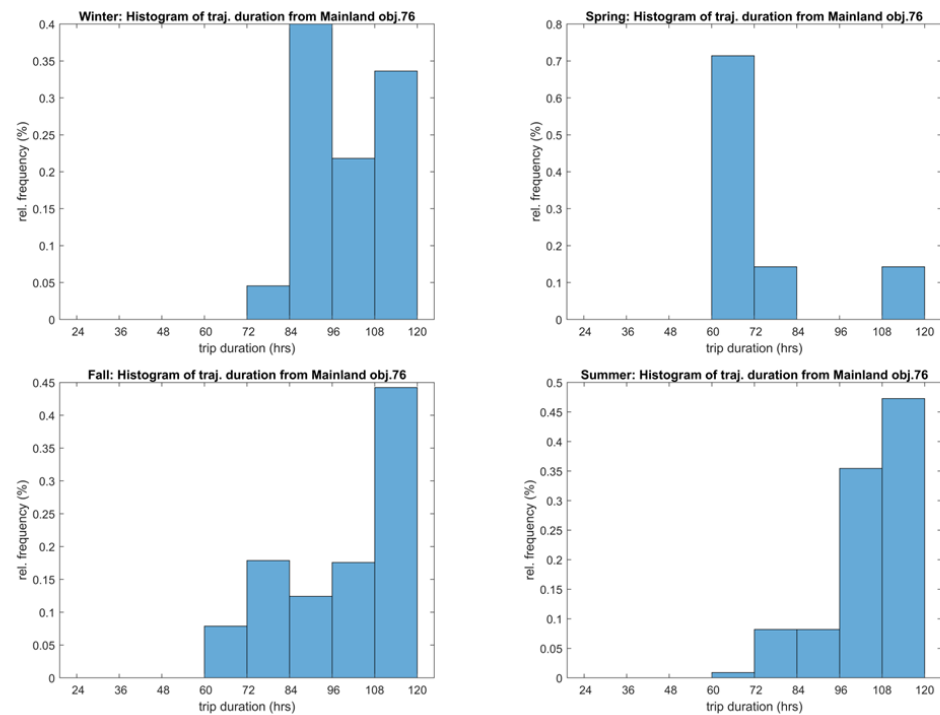 Winter: Histogram of traj. duration from Mainland obj.76
0.4
0.35
0.3
0.25
0.2
0.15
0.1
0.05
0
rel. frequency (%)
24 36 48 60 72 84 96 108 120
trip duration (hrs)
Spring: Histogram of traj. duration from Mainland obj.76
0.8
0.7
0.6
0.5
0.4
0.3
0.2
0.1
0
rel. frequency (%)
24 36 48 60 72 84 96 108 120
trip duration (hrs)
Fall: Histogram of traj. duration from Mainland obj.76
0.45
0.4
0.35
0.3
0.25
0.2
0.15
0.1
0.05
0
rel. frequency (%)
24 36 48 60 72 84 96 108 120
trip duration (hrs)
Summer: Histogram of traj. duration from Mainland obj.76
0.5
0.45
0.4
0.35
0.3
0.25
0.2
0.15
0.1
0.05
0
rel. frequency (%)
24 36 48 60 72 84 96 108 120
trip duration (hrs)